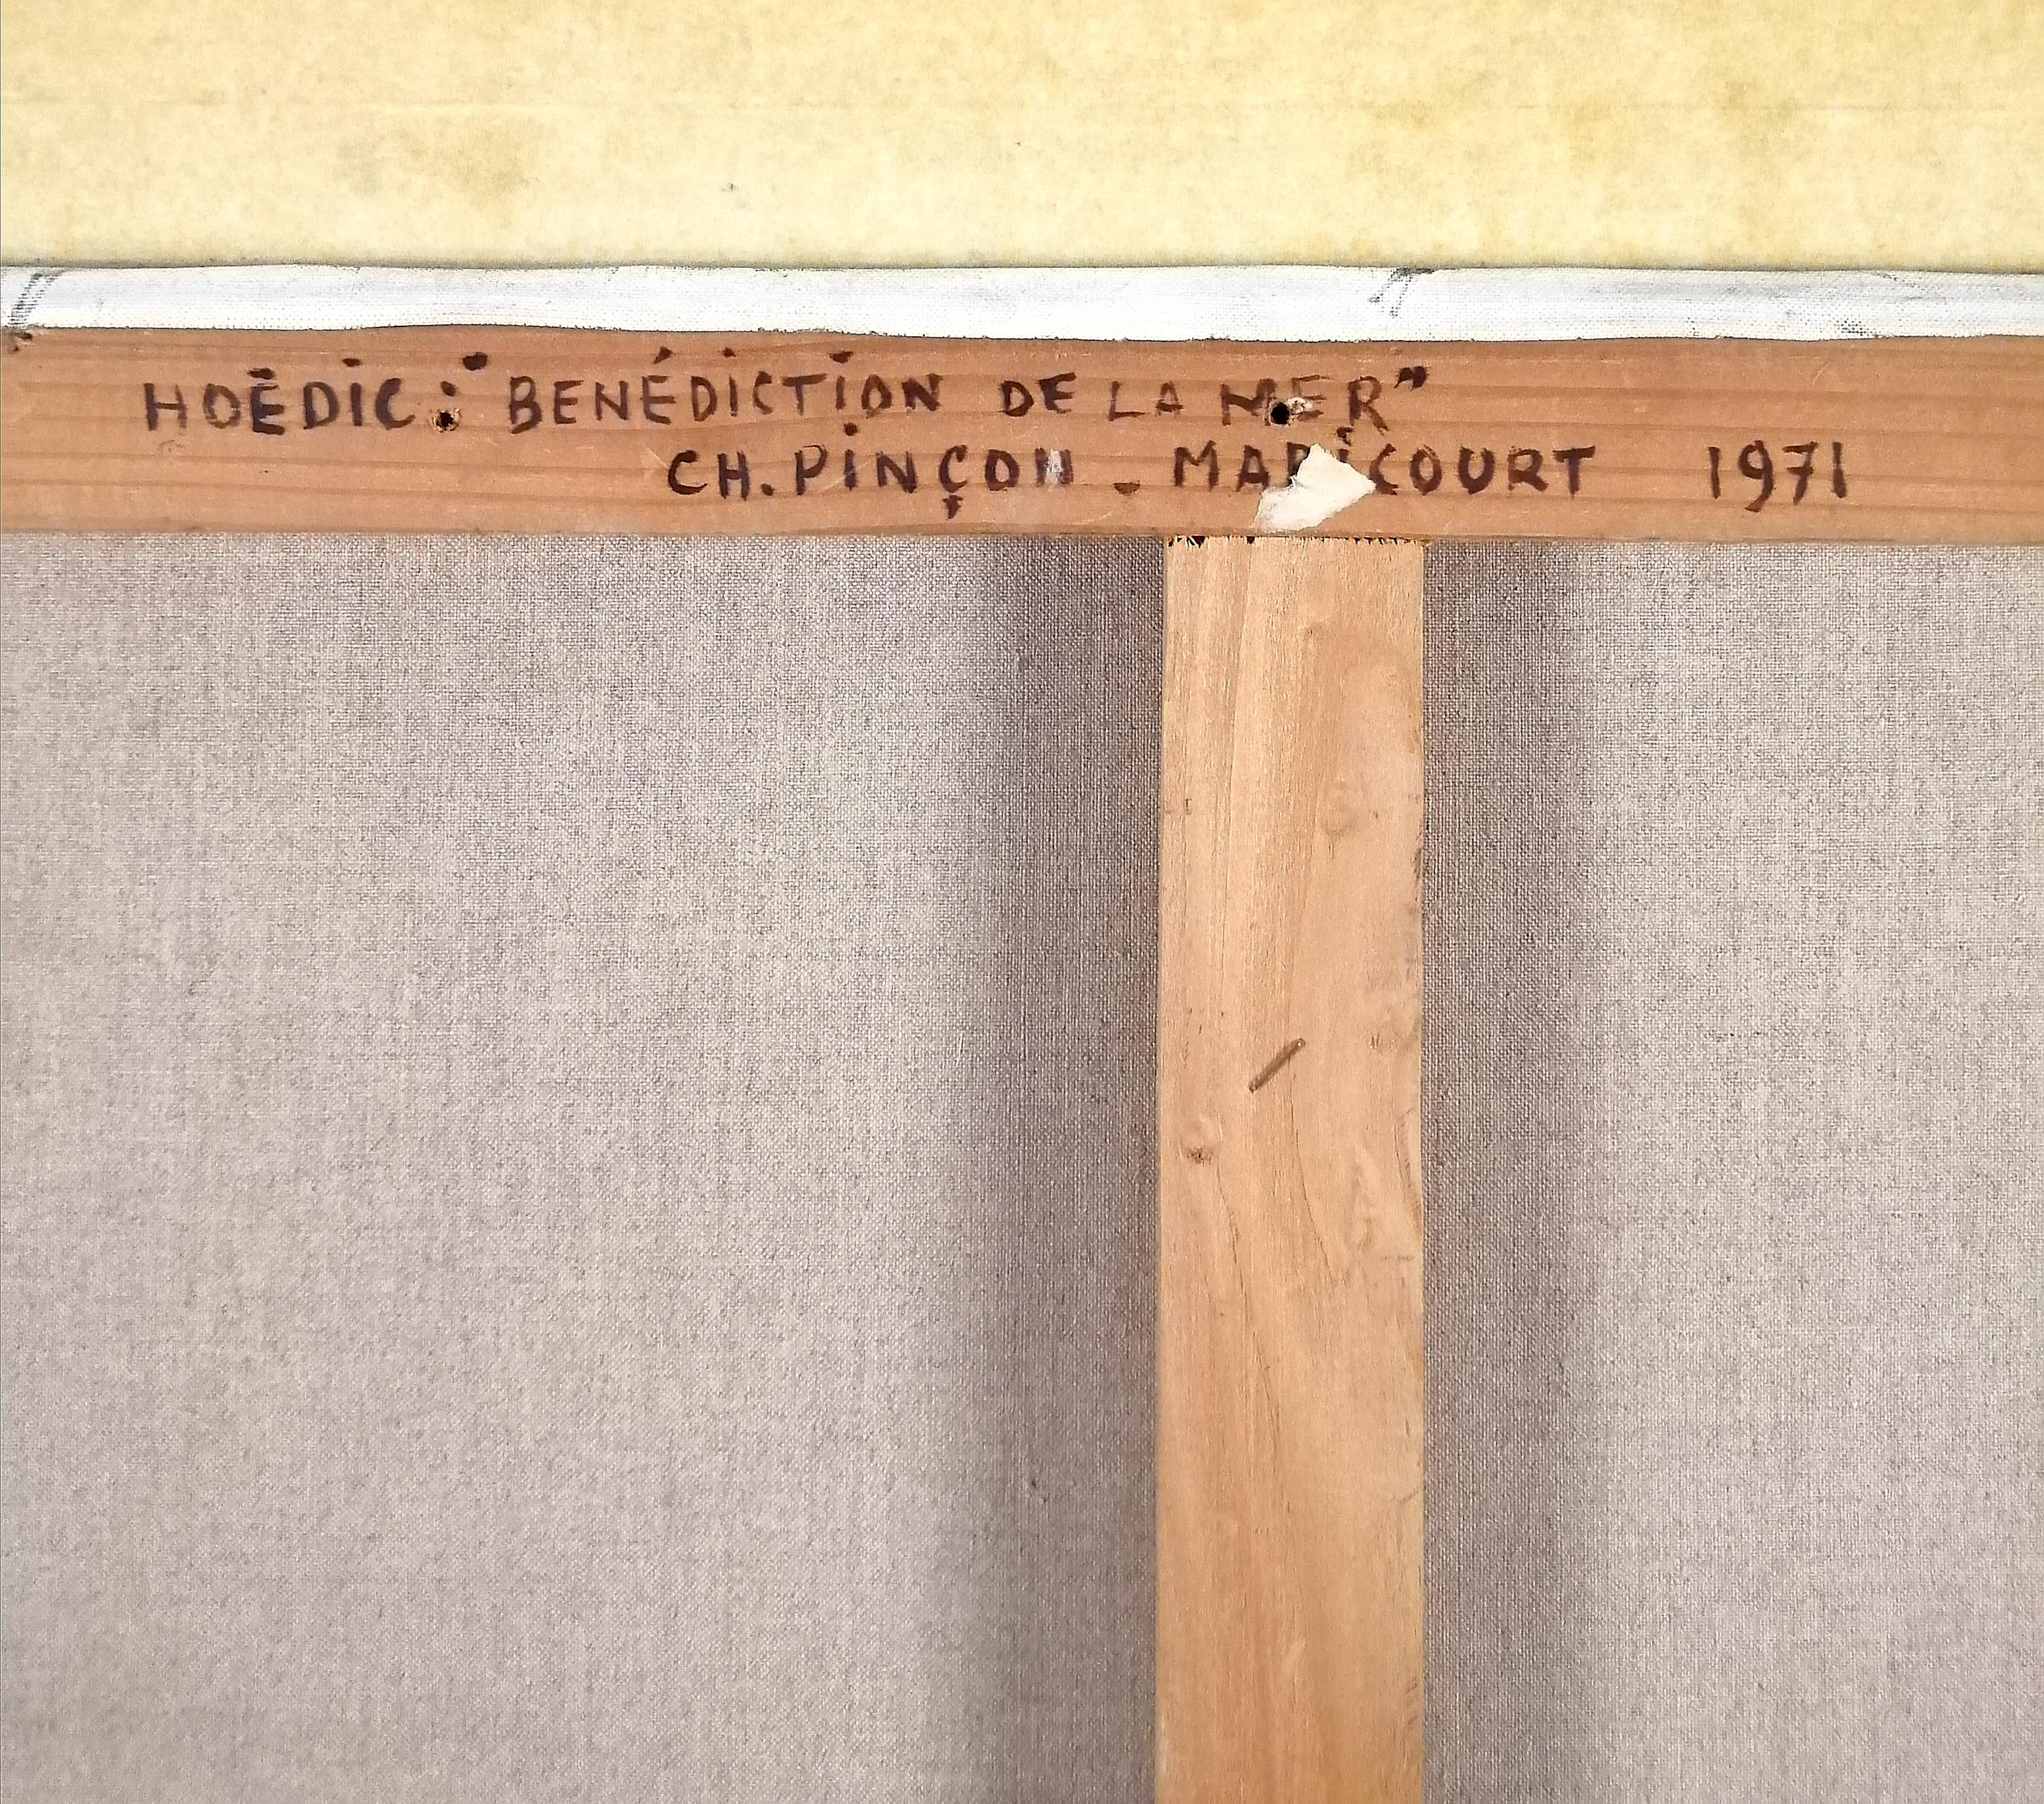 HOËDIC : "BENÉDICTION DE LA MER"
CH. PINÇON - MARICOURT 1971